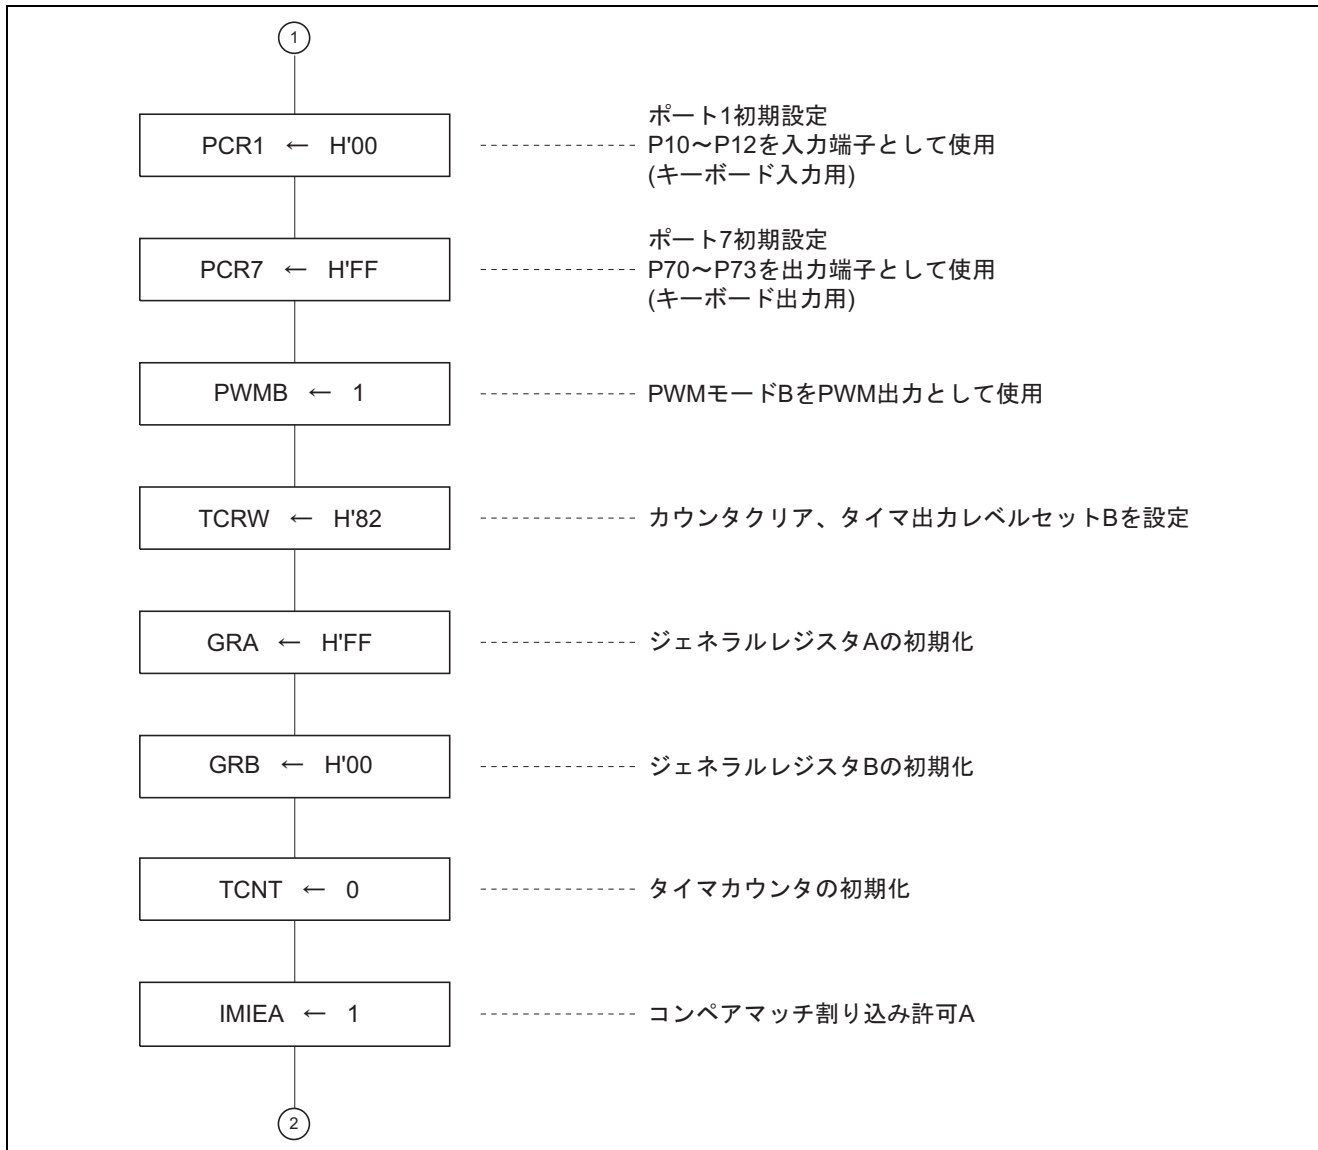 1
PCR1 ← H'00
ポート1初期設定
P10～P12を入力端子として使用
(キーボード入力用)
PCR7 ← H'FF
ポート7初期設定
P70～P73を出力端子として使用
(キーボード出力用)
PWMB ← 1
PWMモードBをPWM出力として使用
TCRW ← H'82
カウンタクリア、タイマ出力レベルセットBを設定
GRA ← H'FF
ジェネラルレジスタAの初期化
GRB ← H'00
ジェネラルレジスタBの初期化
TCNT ← 0
タイマカウンタの初期化
IMIEA ← 1
コンペアマッチ割り込み許可A
2